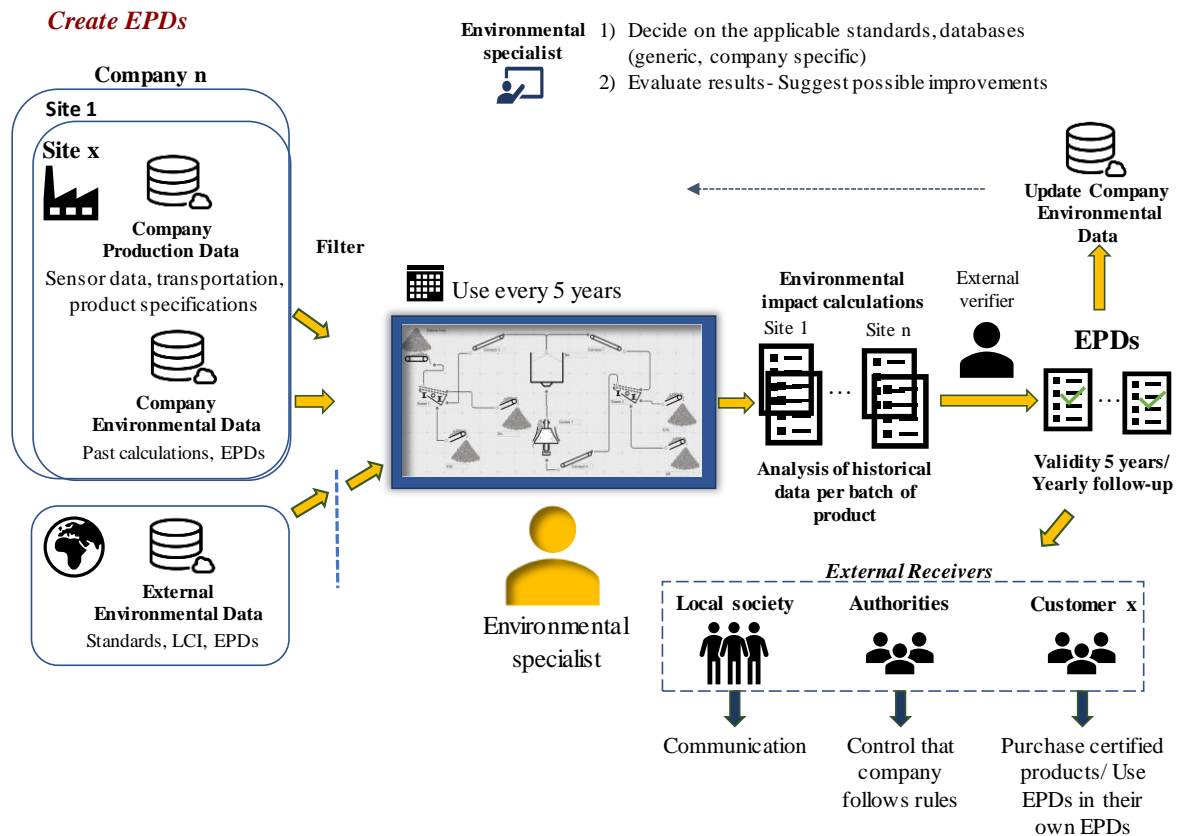 Create EPDs
Environmental
specialist
1) Decide on the applicable standards, databases
(generic, company specific)
2) Evaluate results- Suggest possible improvements
Company n
Site 1
Site x
Company
Production Data
Sensor data, transportation,
product specifications
Company
Environmental Data
Past calculations, EPDs
External
Environmental Data
Standards, LCI, EPDs
Filter
Use every 5 years
Environmental
specialist
Environmental
impact calculations
Site 1
Site n
...
Analysis of historical
data per batch of
product
External
verifier
Update Company
Environmental
Data
EPDs
...
Validity 5 years/
Yearly follow-up
External Receivers
Local society
Authorities
Customer x
Communication
Control that
company
follows rules
Purchase certified
products/ Use
EPDs in their
own EPDs